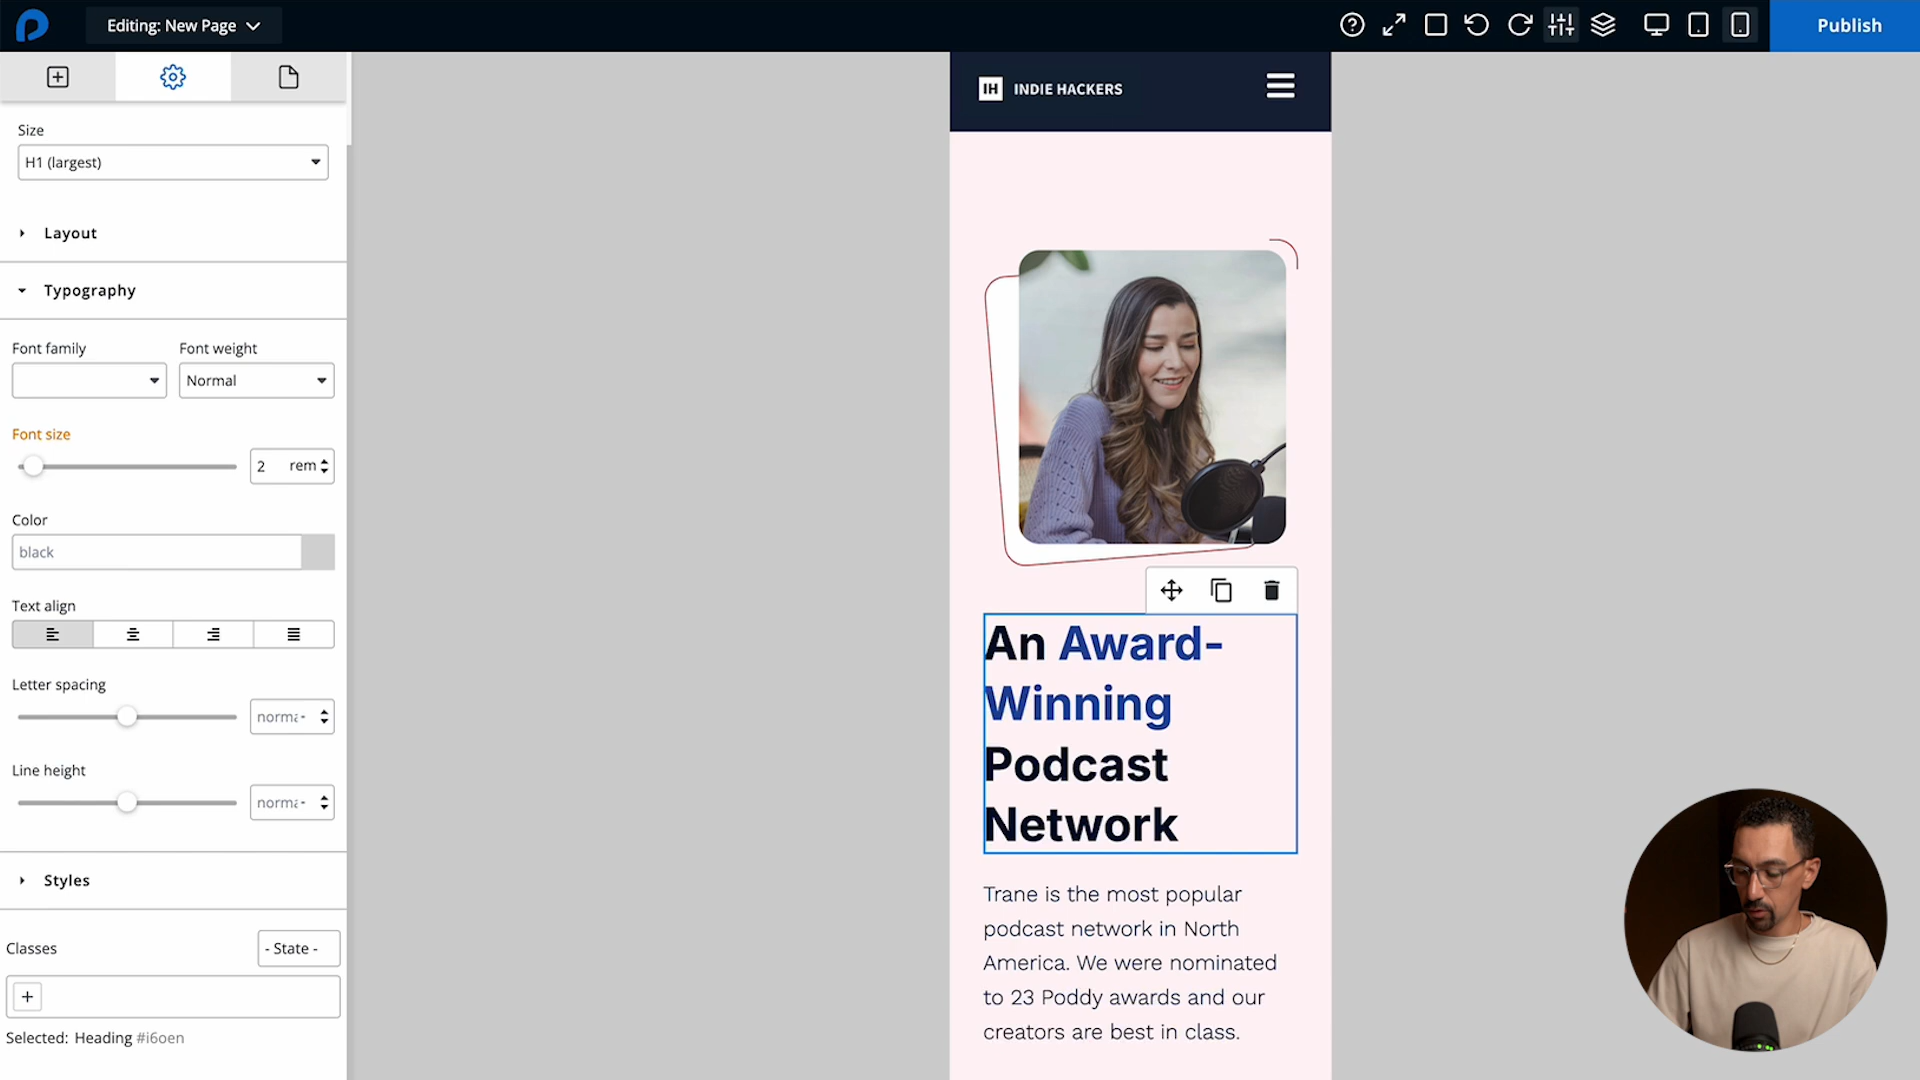 Editing: New Page
Publish
Size
H1 (largest)
Layout
Typography
Font family
Font weight
Normal
Font size
2 rem
Color
black
Text align
Letter spacing
norma-
Line height
norma-
Styles
Classes
- State -
+
Selected: Heading #i6oen
IH INDIE HACKERS
An Award-
Winning
Podcast
Network
Trane is the most popular
podcast network in North
America. We were nominated
to 23 Poddy awards and our
creators are best in class.